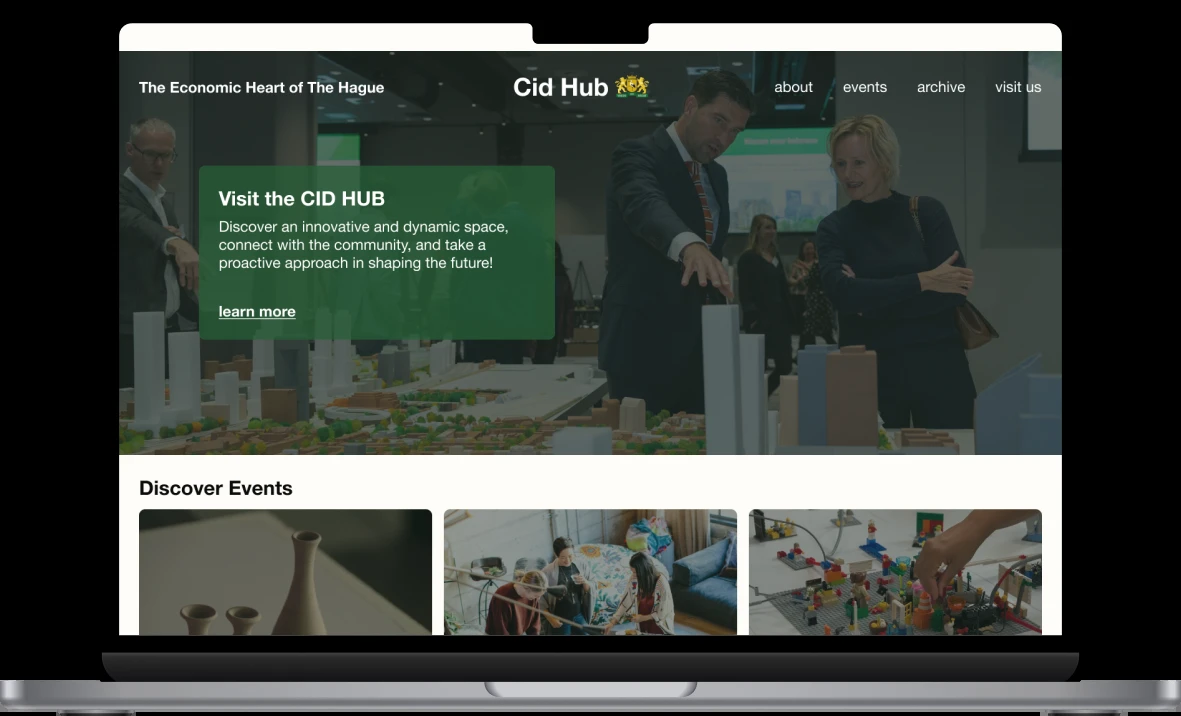 The Economic Heart of The Hague
Cid Hub
about
events
archive
visit us
Visit the CID HUB
Discover an innovative and dynamic space,
connect with the community, and take a
proactive approach in shaping the future!
learn more
Discover Events